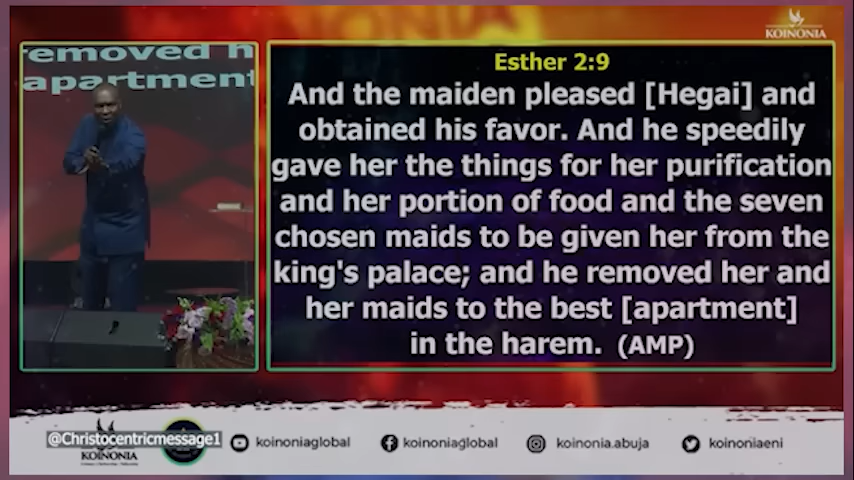 KOINONIA
emoved h
apartment
Esther 2:9
And the maiden pleased [Hegai] and
obtained his favor. And he speedily
gave her the things for her purification
and her portion of food and the seven
chosen maids to be given her from the
king's palace; and he removed her and
her maids to the best [apartment]
in the harem. (AMP)
@Christocentricmessage1
KOINONIA
koinoniaglobal
koinoniaglobal
koinonia.abuja
koinoniaeni